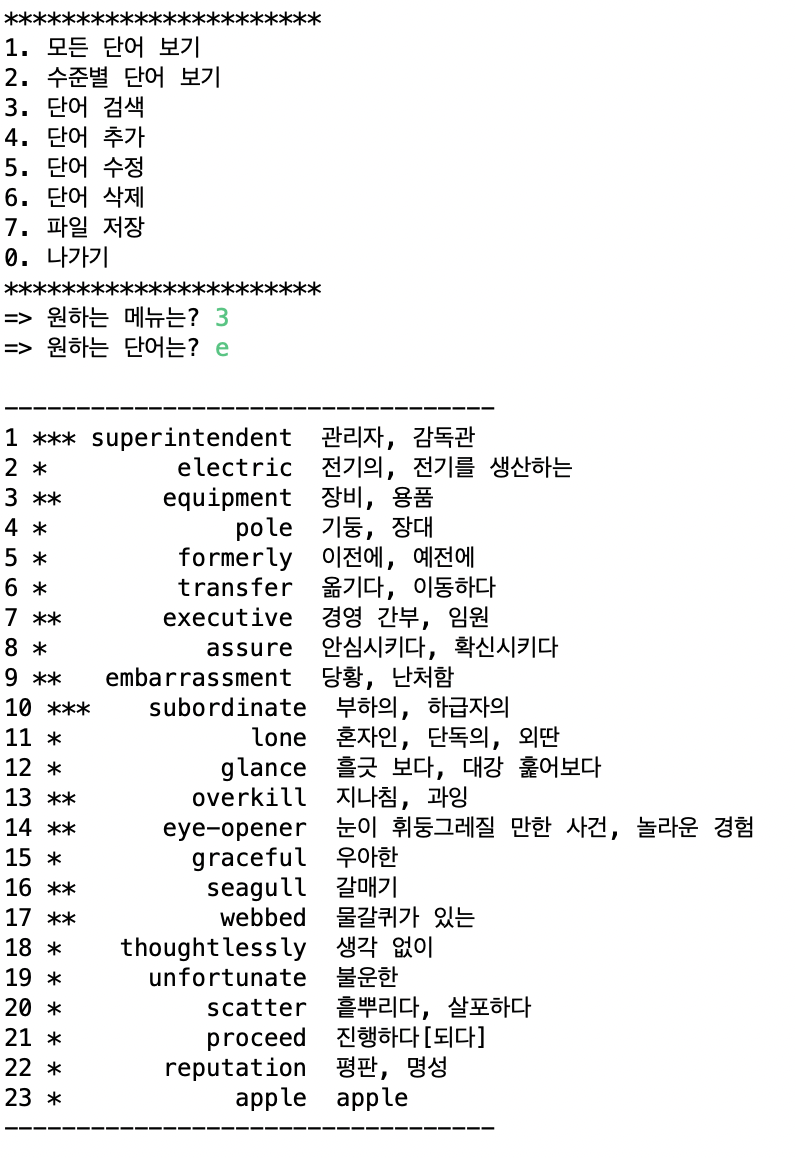 **********************
1. 모든 단어 보기
2. 수준별 단어 보기
3. 단어 검색
4. 단어 추가
5. 단어 수정
6. 단어 삭제
7. 파일 저장
0. 나가기
**********************
=> 원하는 메뉴는? 3
=> 원하는 단어는? e
----------------------------------
1 *** superintendent  관리자, 감독관
2 *         electric  전기의, 전기를 생산하는
3 **       equipment  장비, 용품
4 *             pole  기둥, 장대
5 *         formerly  이전에, 예전에
6 *         transfer  옮기다, 이동하다
7 **       executive  경영 간부, 임원
8 *           assure  안심시키다, 확신시키다
9 **   embarrassment  당황, 난처함
10 ***    subordinate  부하의, 하급자의
11 *             lone  혼자인, 단독의, 외딴
12 *           glance  흘긋 보다, 대강 훑어보다
13 **        overkill  지나침, 과잉
14 **      eye-opener  눈이 휘둥그레질 만한 사건, 놀라운 경험
15 *         graceful  우아한
16 **         seagull  갈매기
17 **          webbed  물갈퀴가 있는
18 *    thoughtlessly  생각 없이
19 *      unfortunate  불운한
20 *          scatter  흩뿌리다, 살포하다
21 *          proceed  진행하다[되다]
22 *       reputation  평판, 명성
23 *            apple  apple
----------------------------------